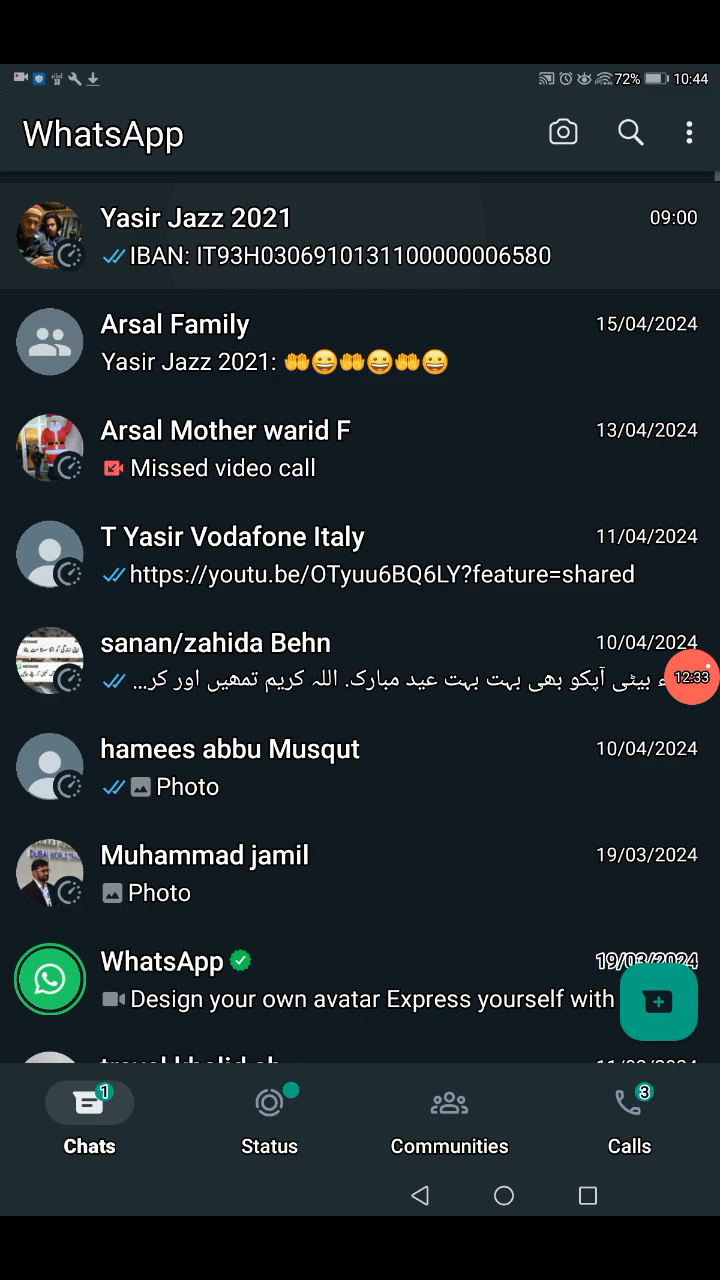 72% 10:44
WhatsApp
Yasir Jazz 2021 09:00
IBAN: IT93H0306910131100000006580
Arsal Family 15/04/2024
Yasir Jazz 2021: 🤲😀🤲😀🤲😀
Arsal Mother warid F 13/04/2024
Missed video call
T Yasir Vodafone Italy 11/04/2024
https://youtu.be/OTyuu6BQ6LY?feature=shared
sanan/zahida Behn 10/04/2024
ء بیٹی آپکو بھی بہت بہت عید مبارک. اللہ کریم تمھیں اور کر...
12:33
hamees abbu Musqut 10/04/2024
Photo
Muhammad jamil 19/03/2024
Photo
WhatsApp 19/03/2024
Design your own avatar Express yourself with
1 3
Chats Status Communities Calls